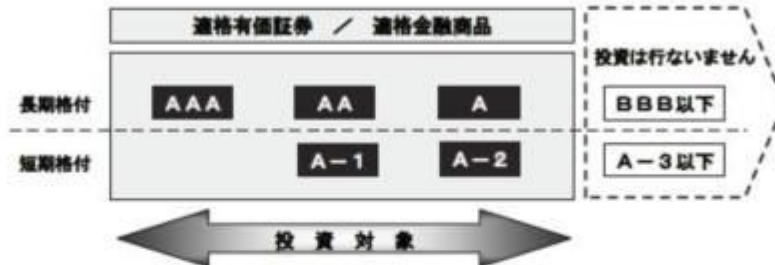 適格有価証券 / 適格金融商品
投資は行ないません
長期格付 AAA AA A BBB以下
短期格付 A-1 A-2 A-3以下
投資対象